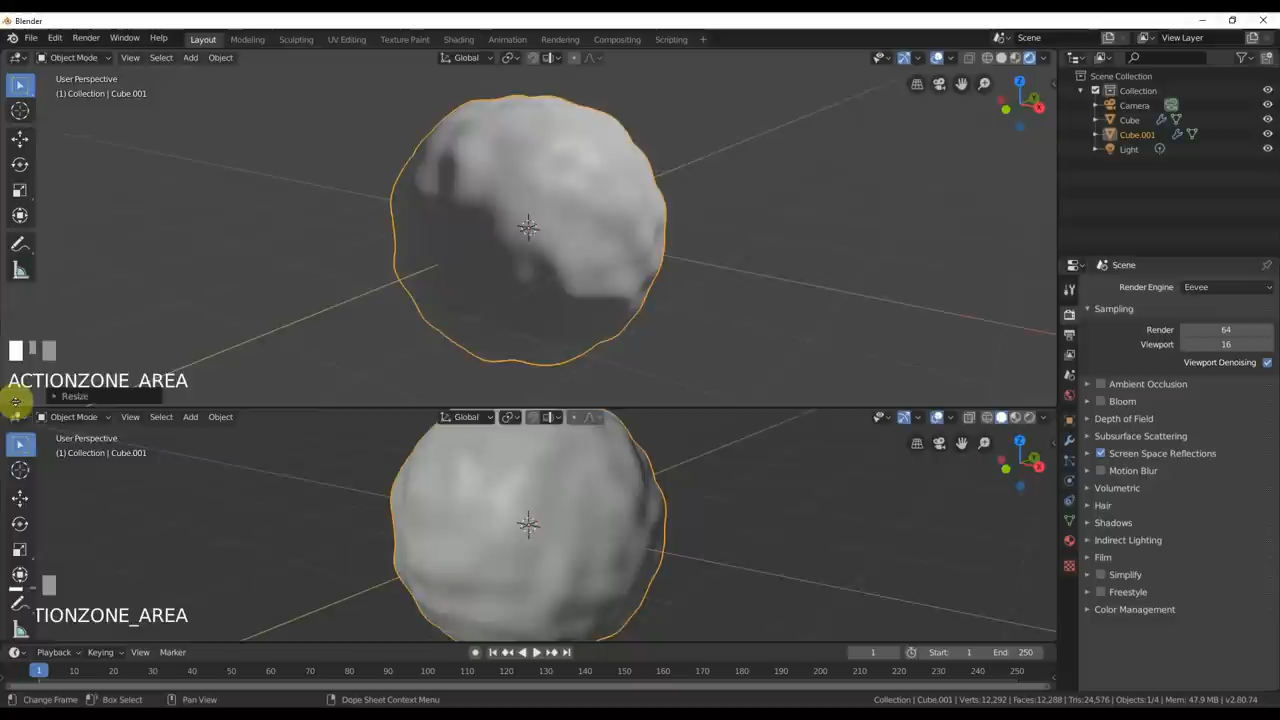 Blender
File Edit Render Window Help
Layout Modeling Sculpting UV Editing Texture Paint Shading Animation Rendering Compositing Scripting +
Scene
View Layer
Object Mode View Select Add Object
Global
User Perspective
(1) Collection | Cube.001
Z
Y
X
Scene Collection
Collection
Camera
Cube
Cube.001
Light
Scene
Render Engine Eevee
Sampling
Render 64
Viewport 16
Viewport Denoising
Ambient Occlusion
Bloom
Depth of Field
Subsurface Scattering
Screen Space Reflections
Motion Blur
Volumetric
Hair
Shadows
Indirect Lighting
Film
Simplify
Freestyle
Color Management
ACTIONZONE_AREA
Resize
Object Mode View Select Add Object
Global
User Perspective
(1) Collection | Cube.001
Z
Y
X
TIONZONE_AREA
Playback Keying View Marker
1
Start: 1
End: 250
1 10 20 30 40 50 60 70 80 90 100 110 120 130 140 150 160 170 180 190 200 210 220 230 240 250
Change Frame Box Select Pan View Dope Sheet Context Menu
Collection | Cube.001 | Verts:12,292 | Faces:12,288 | Tris:24,576 | Objects:1/4 | Mem: 47.9 MB | v2.80.74